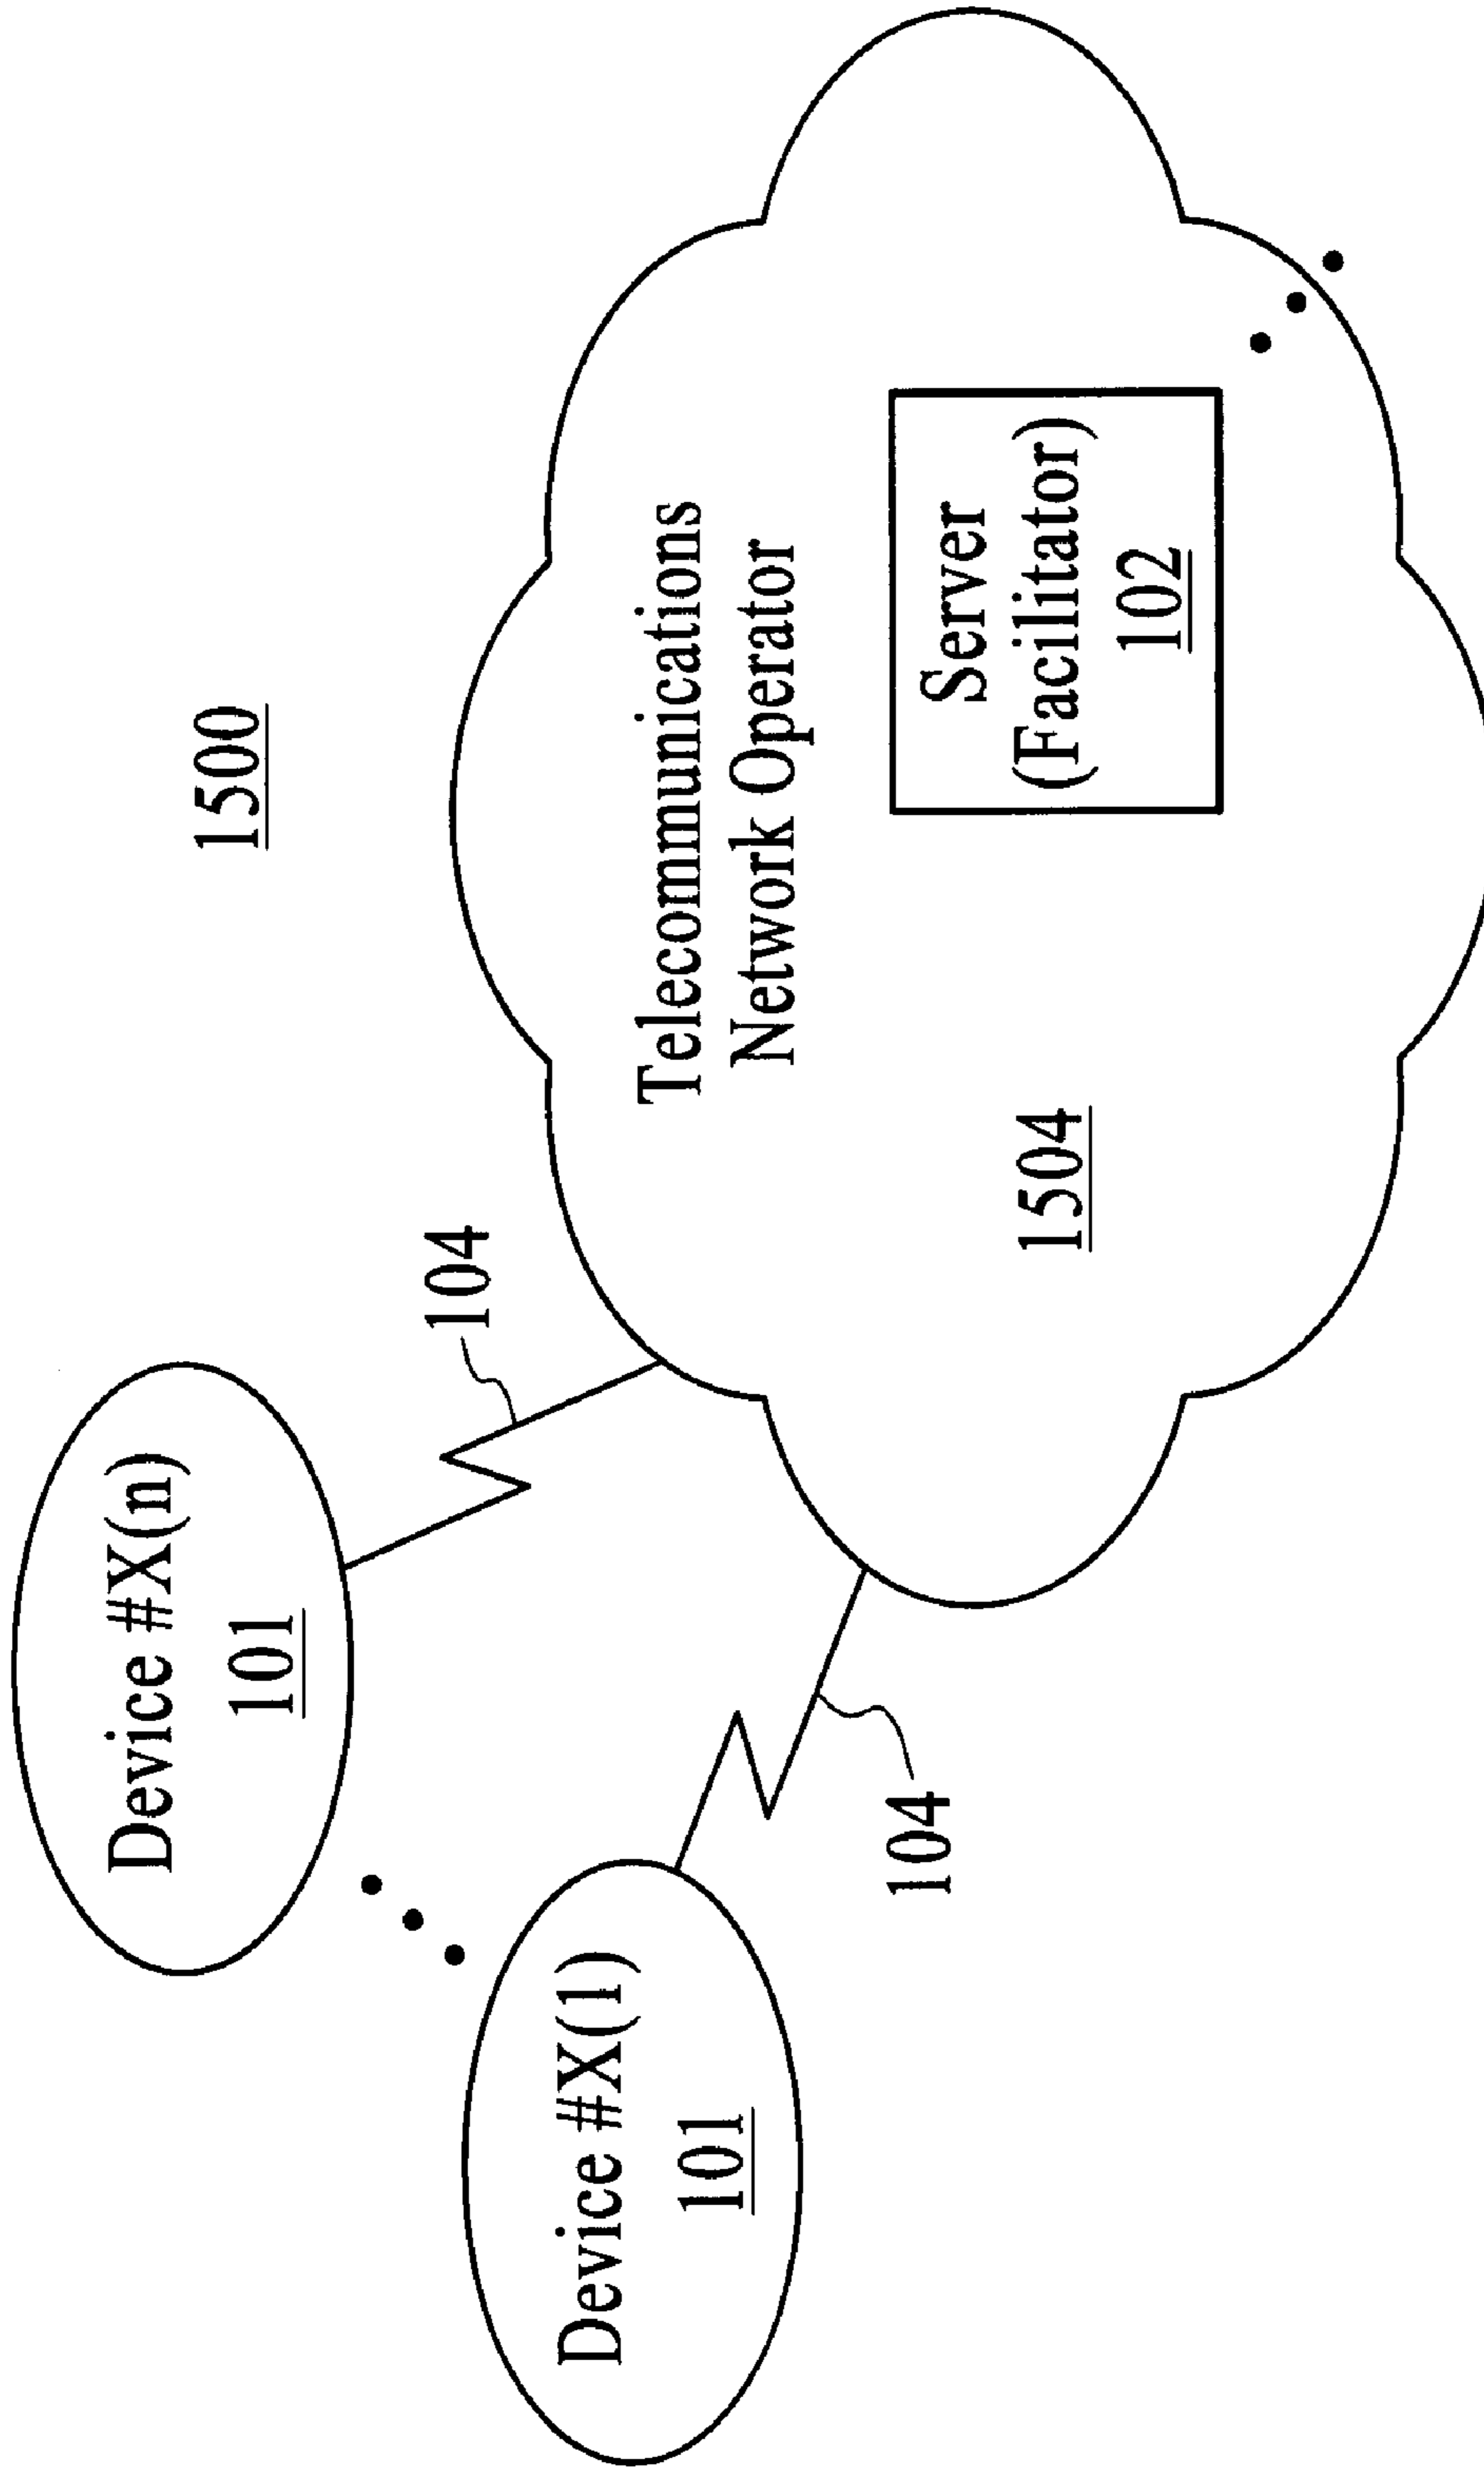 1500
Device #X(n)
101
104
Telecommunications
Network Operator
Device #X(1)
101
104
1504
Server
(Facilitator)
102